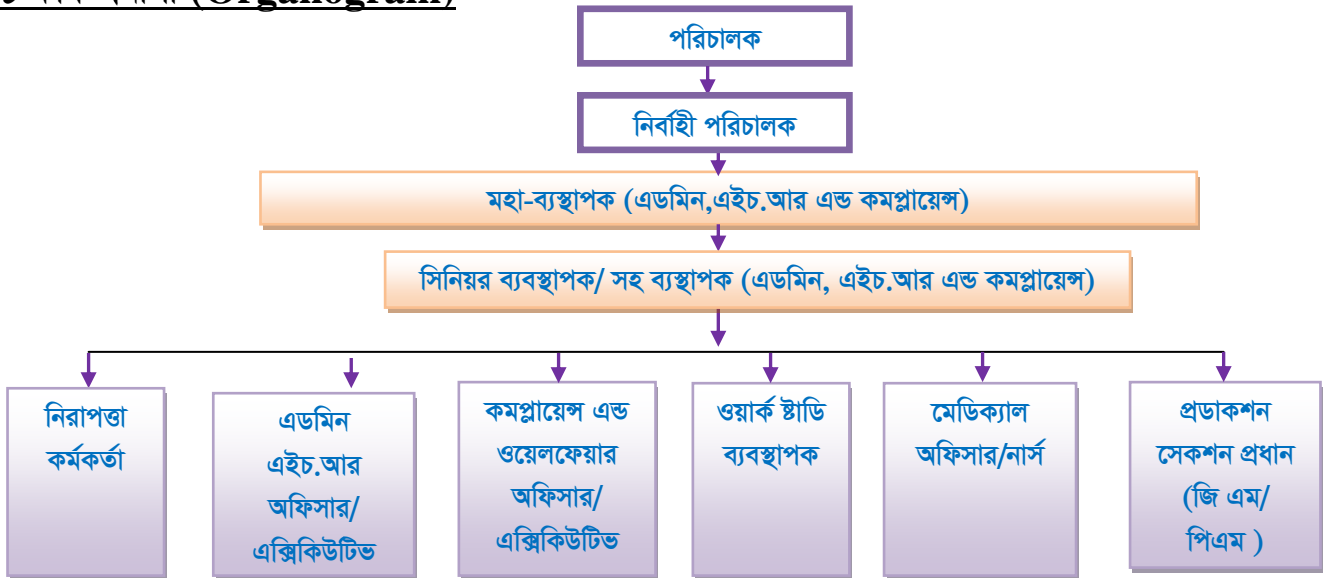 (Organogram)
পরিচালক
নির্বাহী পরিচালক
মহা-ব্যস্থাপক (এডমিন,এইচ.আর এন্ড কমপ্লায়েন্স)
সিনিয়র ব্যবস্থাপক/ সহ ব্যস্থাপক (এডমিন, এইচ.আর এন্ড কমপ্লায়েন্স)
নিরাপত্তা
কর্মকর্তা
এডমিন
এইচ.আর
অফিসার/
এক্সিকিউটিভ
কমপ্লায়েন্স এন্ড
ওয়েলফেয়ার
অফিসার/
এক্সিকিউটিভ
ওয়ার্ক ষ্টাডি
ব্যবস্থাপক
মেডিক্যাল
অফিসার/নার্স
প্রডাকশন
সেকশন প্রধান
(জি এম/
পিএম )